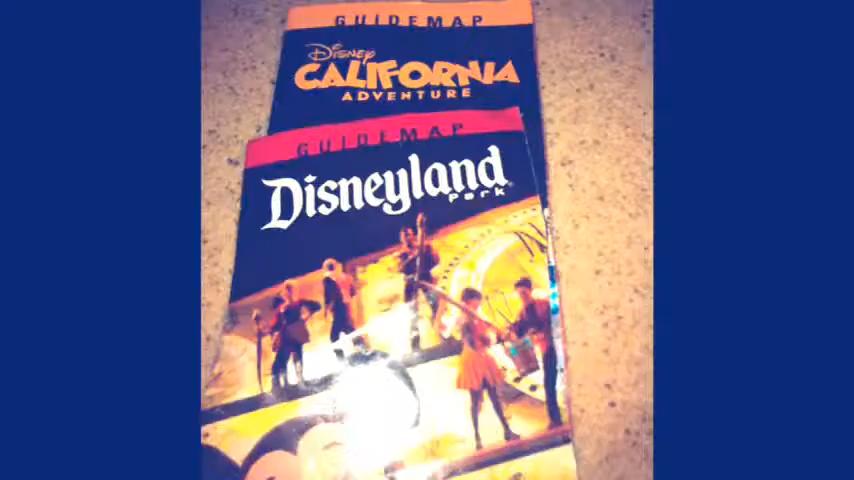 GUIDEMAP
Disney
CALIFORNIA
ADVENTURE
GUIDEMAP
Disneyland
Park